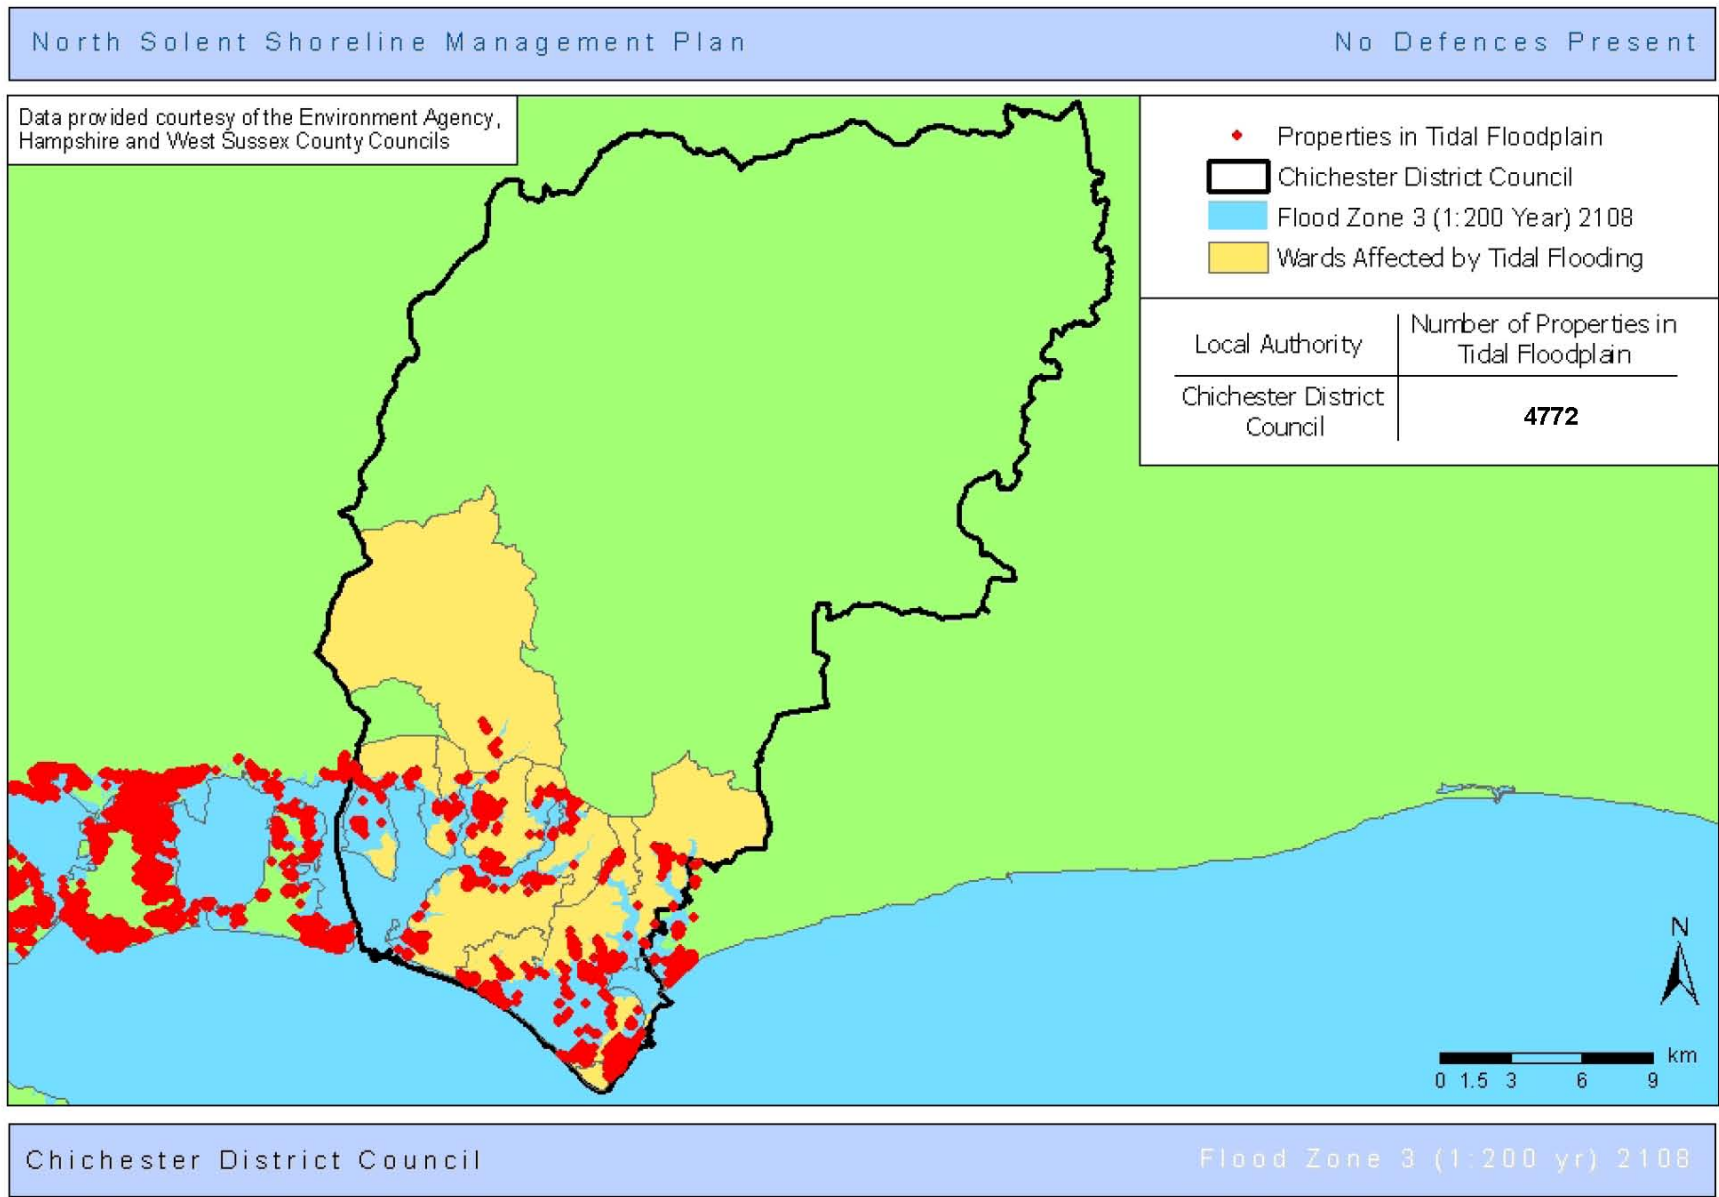 North Solent Shoreline Management Plan
No Defences Present
Data provided courtesy of the Environment Agency,
Hampshire and West Sussex County Councils
Properties in Tidal Floodplain
Chichester District Council
Flood Zone 3 (1:200 Year) 2108
Wards Affected by Tidal Flooding
Local Authority
Number of Properties in
Tidal Floodplain
Chichester District
Council
4772
N
km
0 1.5 3 6 9
Chichester District Council
Flood Zone 3 (1:200 yr) 2108